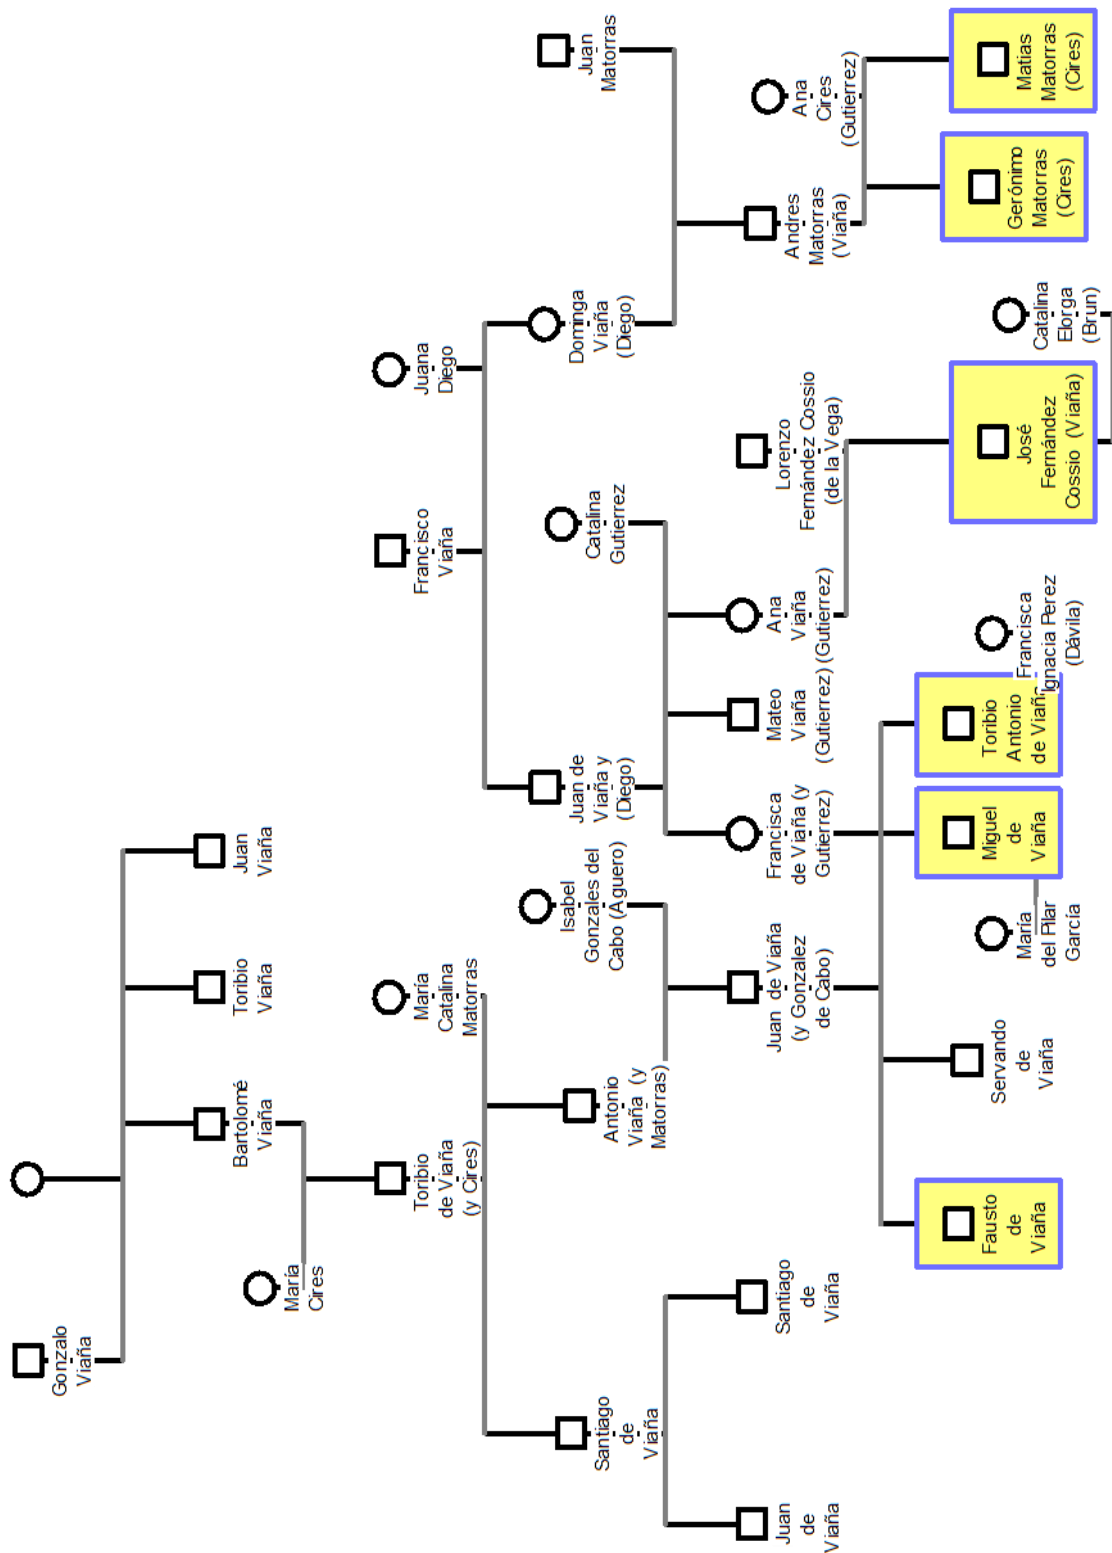 Gonzalo
Viaña
María
Cires
Bartolomé
Viaña
Toribio
Viaña
Juan
Viaña
Toribio
de Viaña
(y Cires)
María
Catalina
Matorras
Francisco
Viaña
Juana
Diego
Santiago
de
Viaña
Antonio
Viaña (y
Matorras)
Isabel
Gonzales del
Cabo (Aguero)
Juan de
Viaña y
(Diego)
Catalina
Gutierrez
Dominga
Viaña
(Diego)
Juan
Matorras
Juan
de
Viaña
Santiago
de
Viaña
Juan de Viaña
(y Gonzalez
de Cabo)
Francisca
de Viaña (y
Gutierrez)
Mateo
Viaña
(Gutierrez)
Ana
Viaña
(Gutierrez)
Lorenzo
Fernández Cossio
(de la Vega)
Andres
Matorras
(Viaña)
Ana
Cires
(Gutierrez)
Fausto
de
Viaña
Servando
de
Viaña
María
del Pilar
García
Miguel
de
Viaña
Toribio
Antonio
de Viaña
Francisca
Ignacia Perez
(Dávila)
José
Fernández
Cossio (Viaña)
Catalina
Elorga
(Brun)
Gerónimo
Matorras
(Cires)
Matias
Matorras
(Cires)